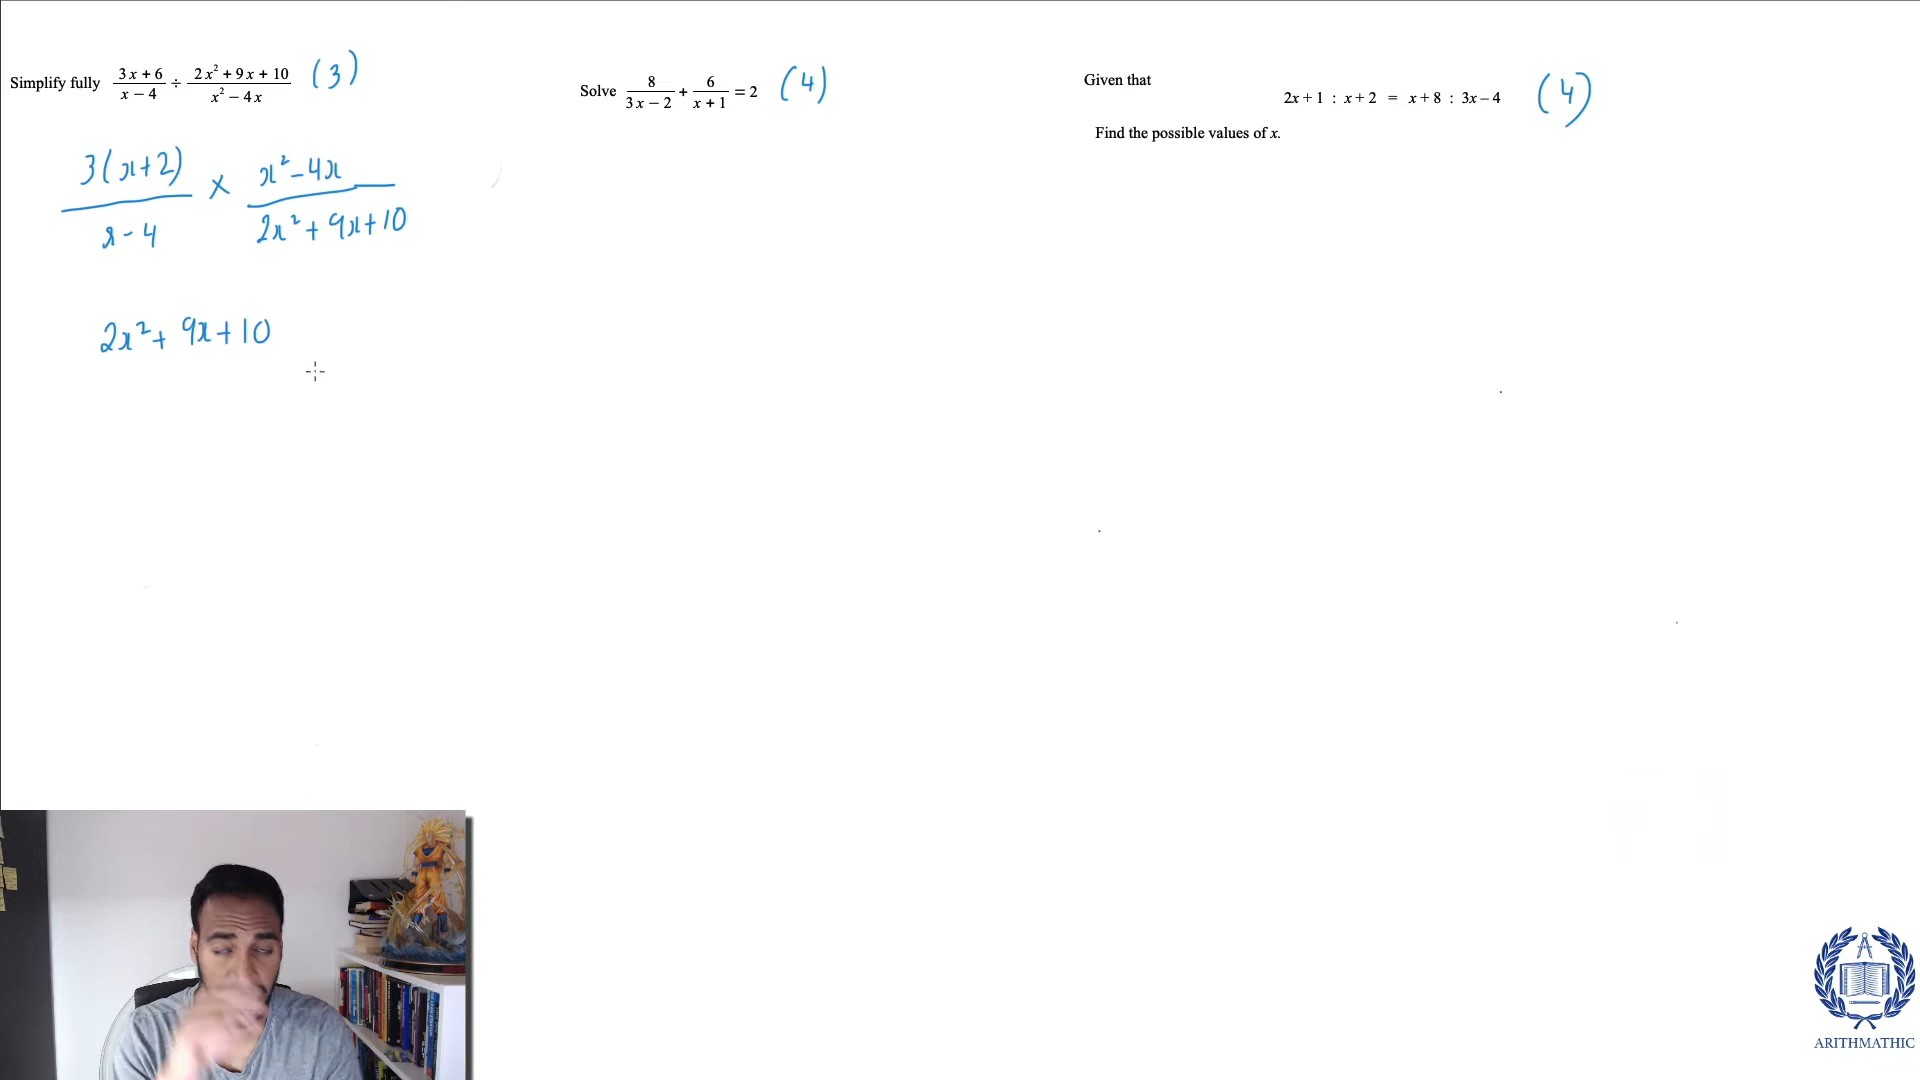 Simplify fully (3x + 6)/(x − 4) ÷ (2x² + 9x + 10)/(x² − 4x) (3)
3(x+2)/(x-4) × (x²-4x)/(2x²+9x+10)
2x²+9x+10
Solve 8/(3x − 2) + 6/(x + 1) = 2 (4)
Given that
2x + 1 : x + 2 = x + 8 : 3x – 4 (4)
Find the possible values of x.
ARITHMATHIC